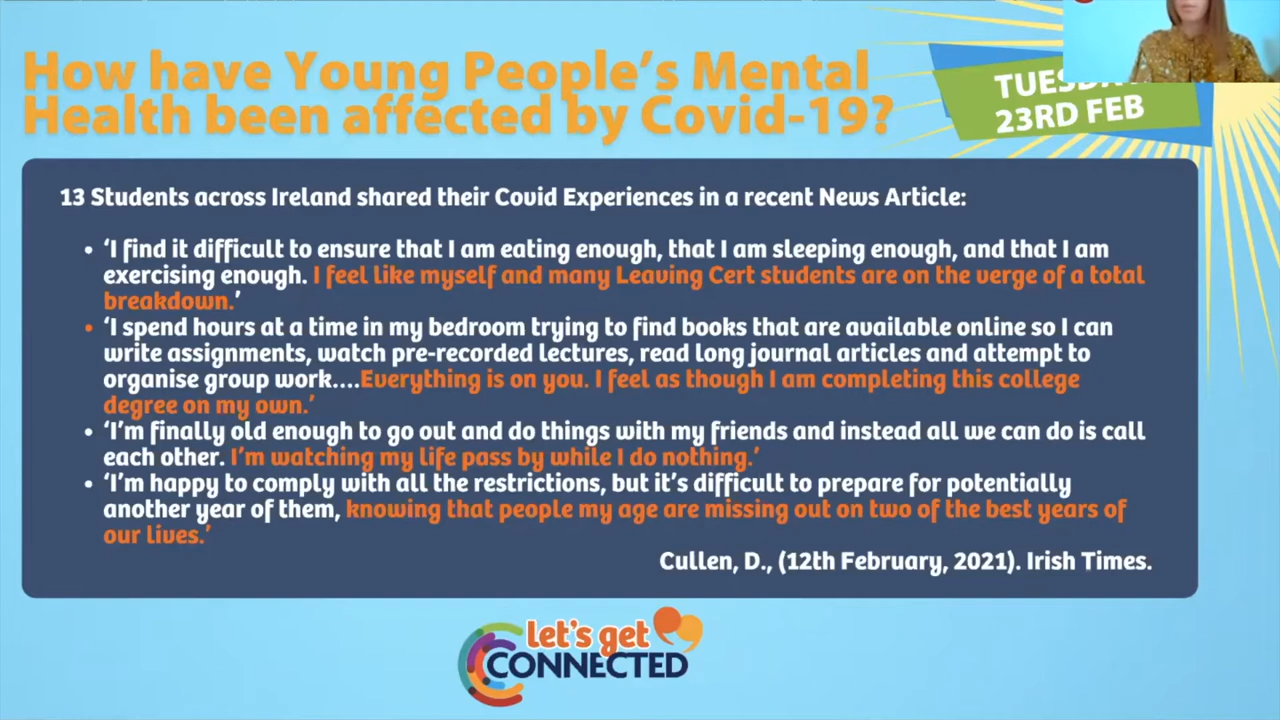 How have Young People's Mental
Health been affected by Covid-19?
TUESDA
23RD FEB
13 Students across Ireland shared their Covid Experiences in a recent News Article:
• ‘I find it difficult to ensure that I am eating enough, that I am sleeping enough, and that I am
exercising enough. I feel like myself and many Leaving Cert students are on the verge of a total
breakdown.’
• ‘I spend hours at a time in my bedroom trying to find books that are available online so I can
write assignments, watch pre-recorded lectures, read long journal articles and attempt to
organise group work....Everything is on you. I feel as though I am completing this college
degree on my own.’
• ‘I’m finally old enough to go out and do things with my friends and instead all we can do is call
each other. I’m watching my life pass by while I do nothing.’
• ‘I’m happy to comply with all the restrictions, but it’s difficult to prepare for potentially
another year of them, knowing that people my age are missing out on two of the best years of
our lives.’
Cullen, D., (12th February, 2021). Irish Times.
let's get
CONNECTED